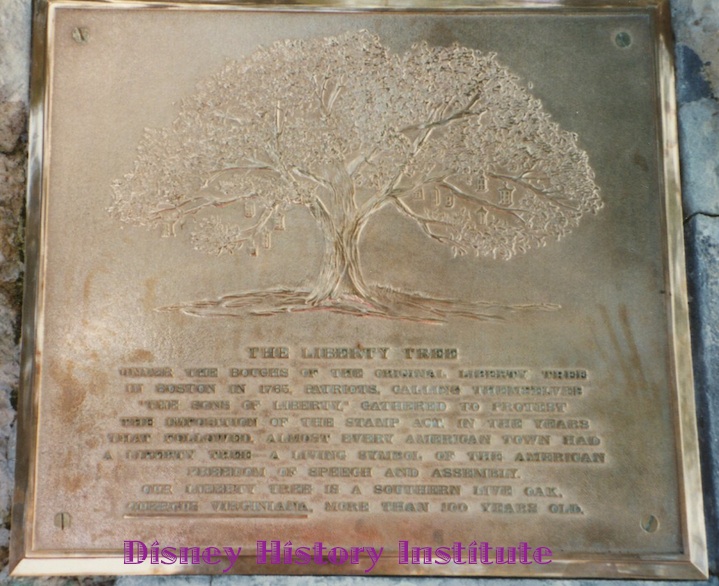 THE LIBERTY TREE
UNDER THE BOUGHS OF THE ORIGINAL LIBERTY TREE
IN BOSTON IN 1765, PATRIOTS, CALLING THEMSELVES
"THE SONS OF LIBERTY," GATHERED TO PROTEST
THE IMPOSITION OF THE STAMP ACT. IN THE YEARS
THAT FOLLOWED, ALMOST EVERY AMERICAN TOWN HAD
A LIBERTY TREE—A LIVING SYMBOL OF THE AMERICAN
FREEDOM OF SPEECH AND ASSEMBLY.
OUR LIBERTY TREE IS A SOUTHERN LIVE OAK,
QUERCUS VIRGINIANA, MORE THAN 100 YEARS OLD.
Disney History Institute